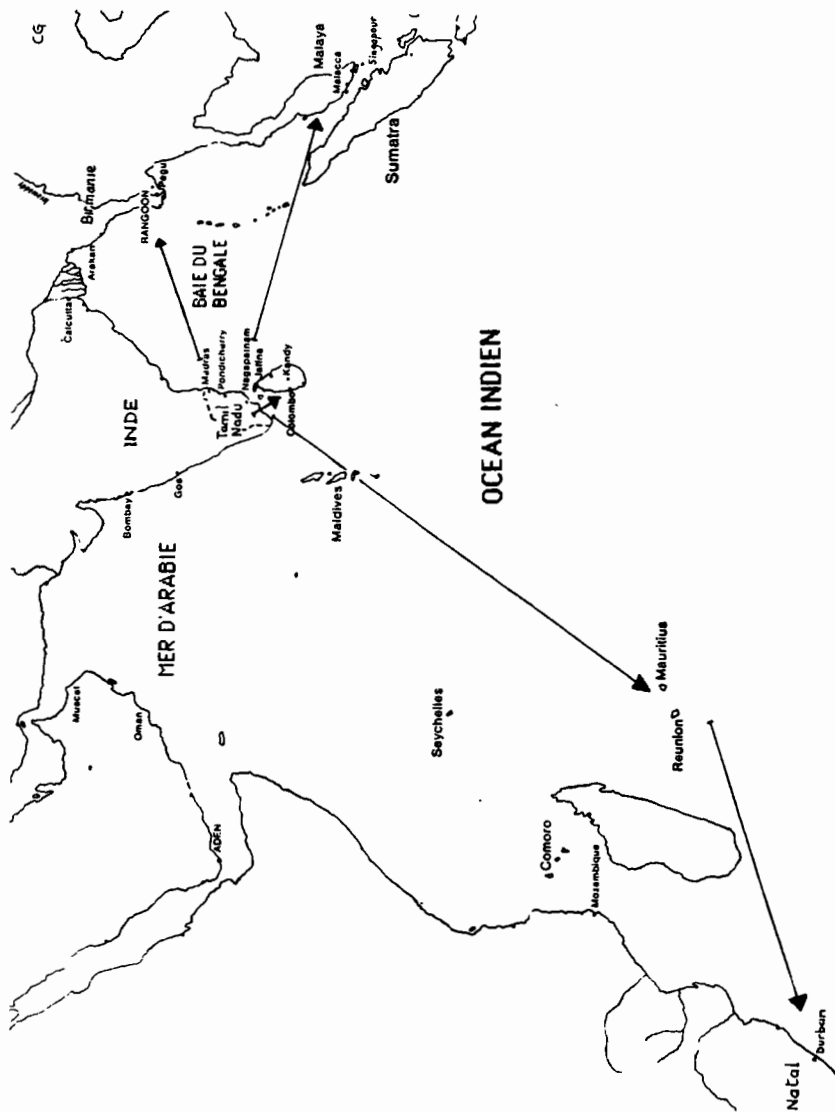 CG
Malaya
Malacca
Singapour
Sumatra
Birmanie
RANGOON
Pegu
Arakan
Calcutta
BAIE DU
BENGALE
INDE
Madras
Pondicherry
Nagapainam
Jaffna
Kandy
Colombo
Tamil
Nadu
Bombay
Goa
Maldives
OCEAN INDIEN
MER D'ARABIE
Muscat
Oman
ADEN
Seychelles
Mauritius
Reunion
Comoro
Mozambique
Natal
Durban